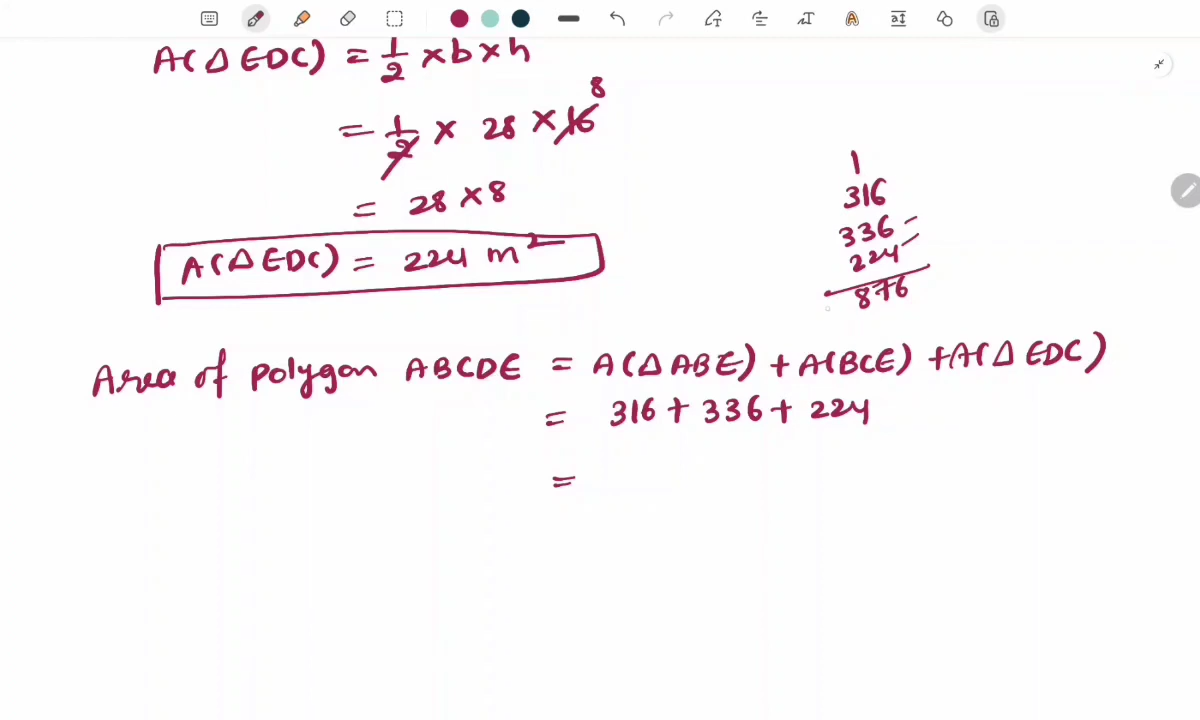 A(Δ EDC) = 1/2 × b × h
8
= 1/2 × 28 × 16
= 28 × 8
A(Δ EDC) = 224 m²
1
316
336
224
876
Area of polygon ABCDE = A(Δ ABE) + A(BCE) + A(Δ EDC)
= 316 + 336 + 224
=